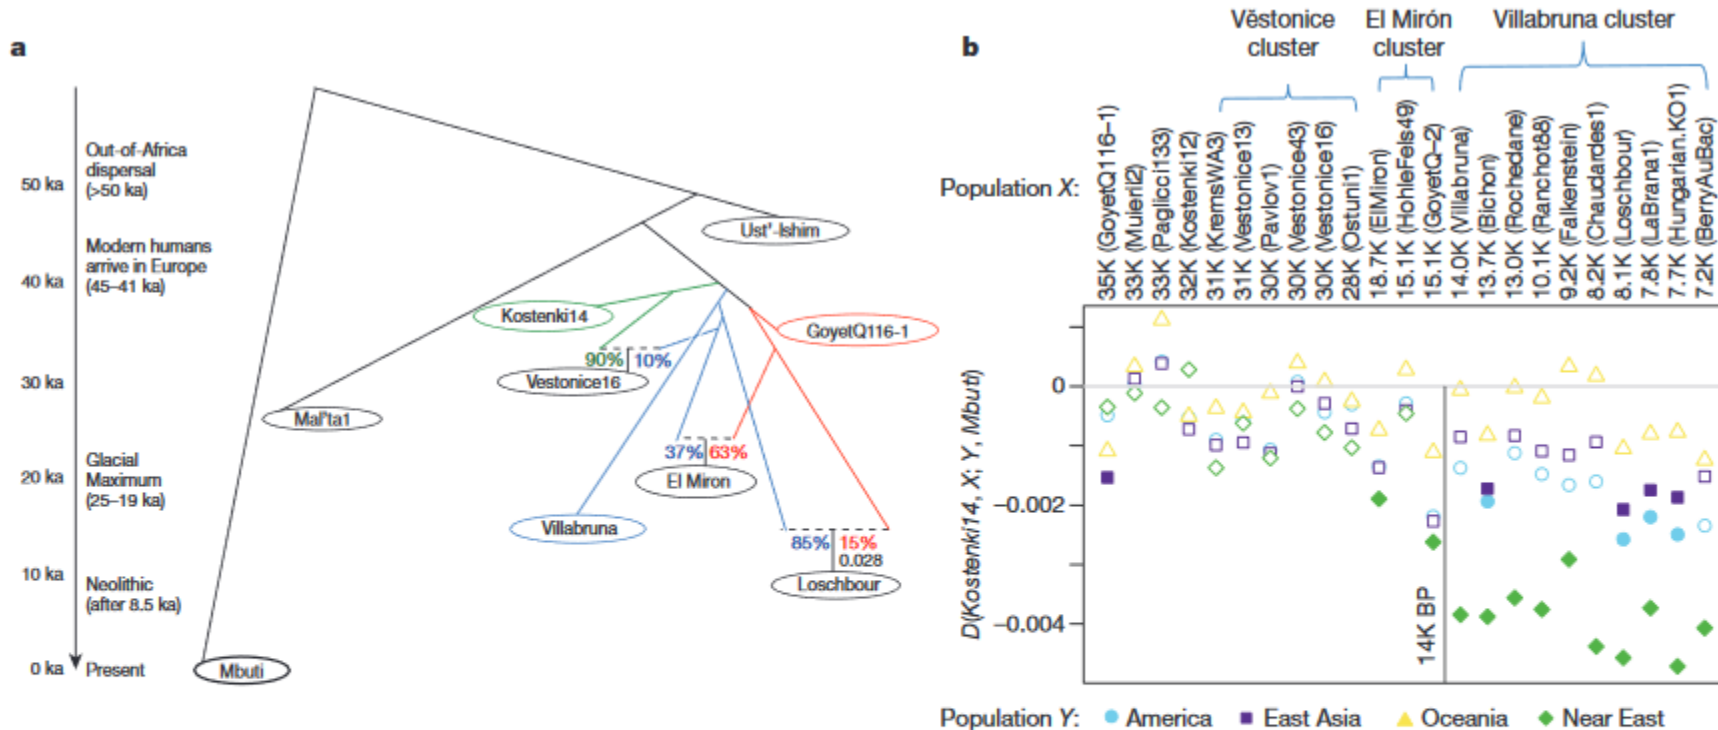 a
Out-of-Africa
dispersal
(>50 ka)
50 ka
Modern humans
arrive in Europe
(45–41 ka)
40 ka
30 ka
Glacial
Maximum
(25–19 ka)
20 ka
10 ka
Neolithic
(after 8.5 ka)
0 ka
Present
Ust'-Ishim
Kostenki14
GoyetQ116-1
90%
10%
Vestonice16
Mal'ta1
37%
63%
El Miron
Villabruna
85%
15%
0.028
Loschbour
Mbuti
b
Věstonice
cluster
El Mirón
cluster
Villabruna cluster
Population X:
35K (GoyetQ116–1)
33K (Muierii2)
33K (Paglicci133)
32K (Kostenki12)
31K (KremsWA3)
31K (Vestonice13)
30K (Pavlov1)
30K (Vestonice43)
30K (Vestonice16)
28K (Ostuni1)
18.7K (ElMiron)
15.1K (HohleFels49)
15.1K (GoyetQ–2)
14.0K (Villabruna)
13.7K (Bichon)
13.0K (Rochedane)
10.1K (Ranchot88)
9.2K (Falkenstein)
8.2K (Chaudardes1)
8.1K (Loschbour)
7.8K (LaBrana1)
7.7K (Hungarian.KO1)
7.2K (BerryAuBac)
D(Kostenki14, X; Y, Mbuti)
0
−0.002
−0.004
14K BP
Population Y: America East Asia Oceania Near East